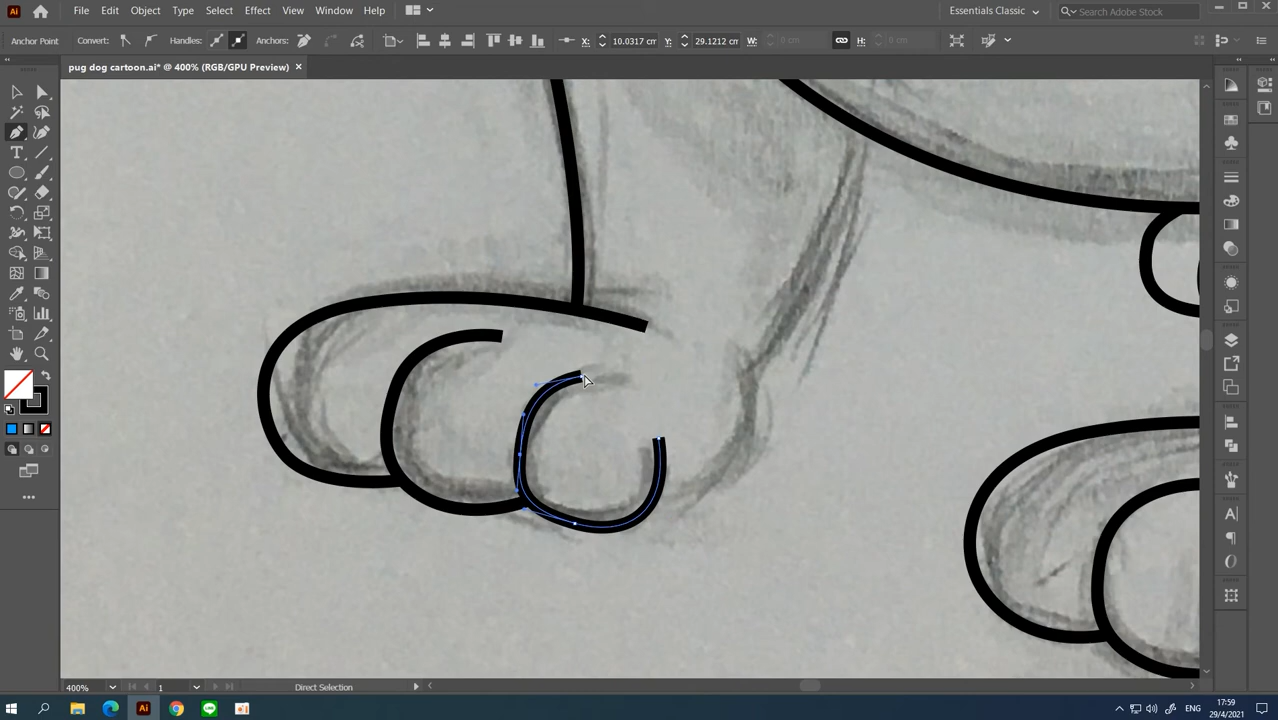 Ai File Edit Object Type Select Effect View Window Help Essentials Classic Search Adobe Stock
Anchor Point Convert: Handles: Anchors: X: 10.0317 cm Y: 29.1212 cm W: 0 cm H: 0 cm
pug dog cartoon.ai* @ 400% (RGB/GPU Preview)
400% 1 Direct Selection
Ai ENG 17:59
29/4/2021